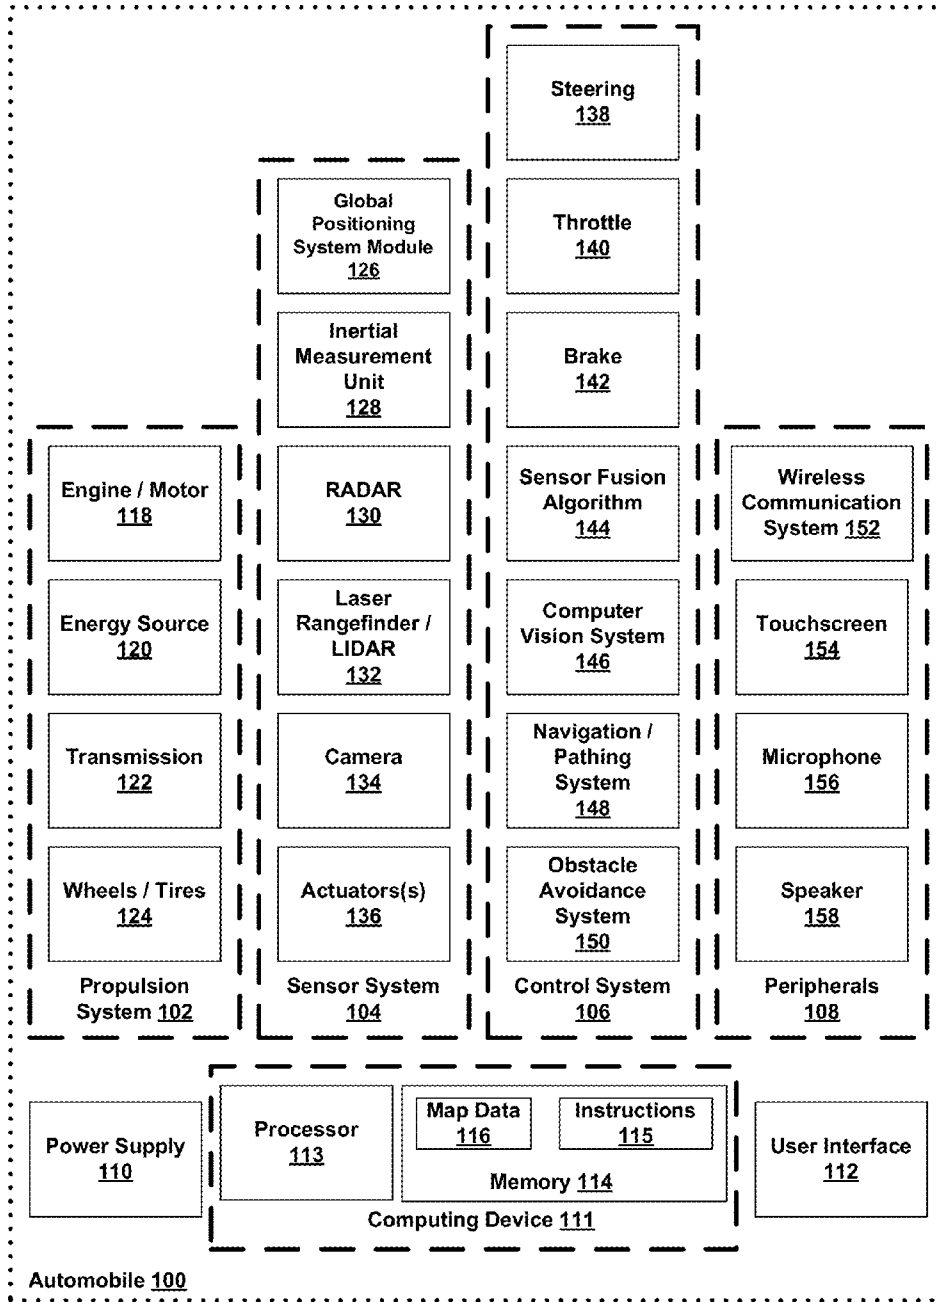 Steering
138
Throttle
140
Brake
142
Sensor Fusion
Algorithm
144
Computer
Vision System
146
Navigation /
Pathing
System
148
Obstacle
Avoidance
System
150
Control System
106
Global
Positioning
System Module
126
Inertial
Measurement
Unit
128
RADAR
130
Laser
Rangefinder /
LIDAR
132
Camera
134
Actuators(s)
136
Sensor System
104
Engine / Motor
118
Energy Source
120
Transmission
122
Wheels / Tires
124
Propulsion
System 102
Wireless
Communication
System 152
Touchscreen
154
Microphone
156
Speaker
158
Peripherals
108
Power Supply
110
Processor
113
Map Data
116
Instructions
115
Memory 114
Computing Device 111
User Interface
112
Automobile 100